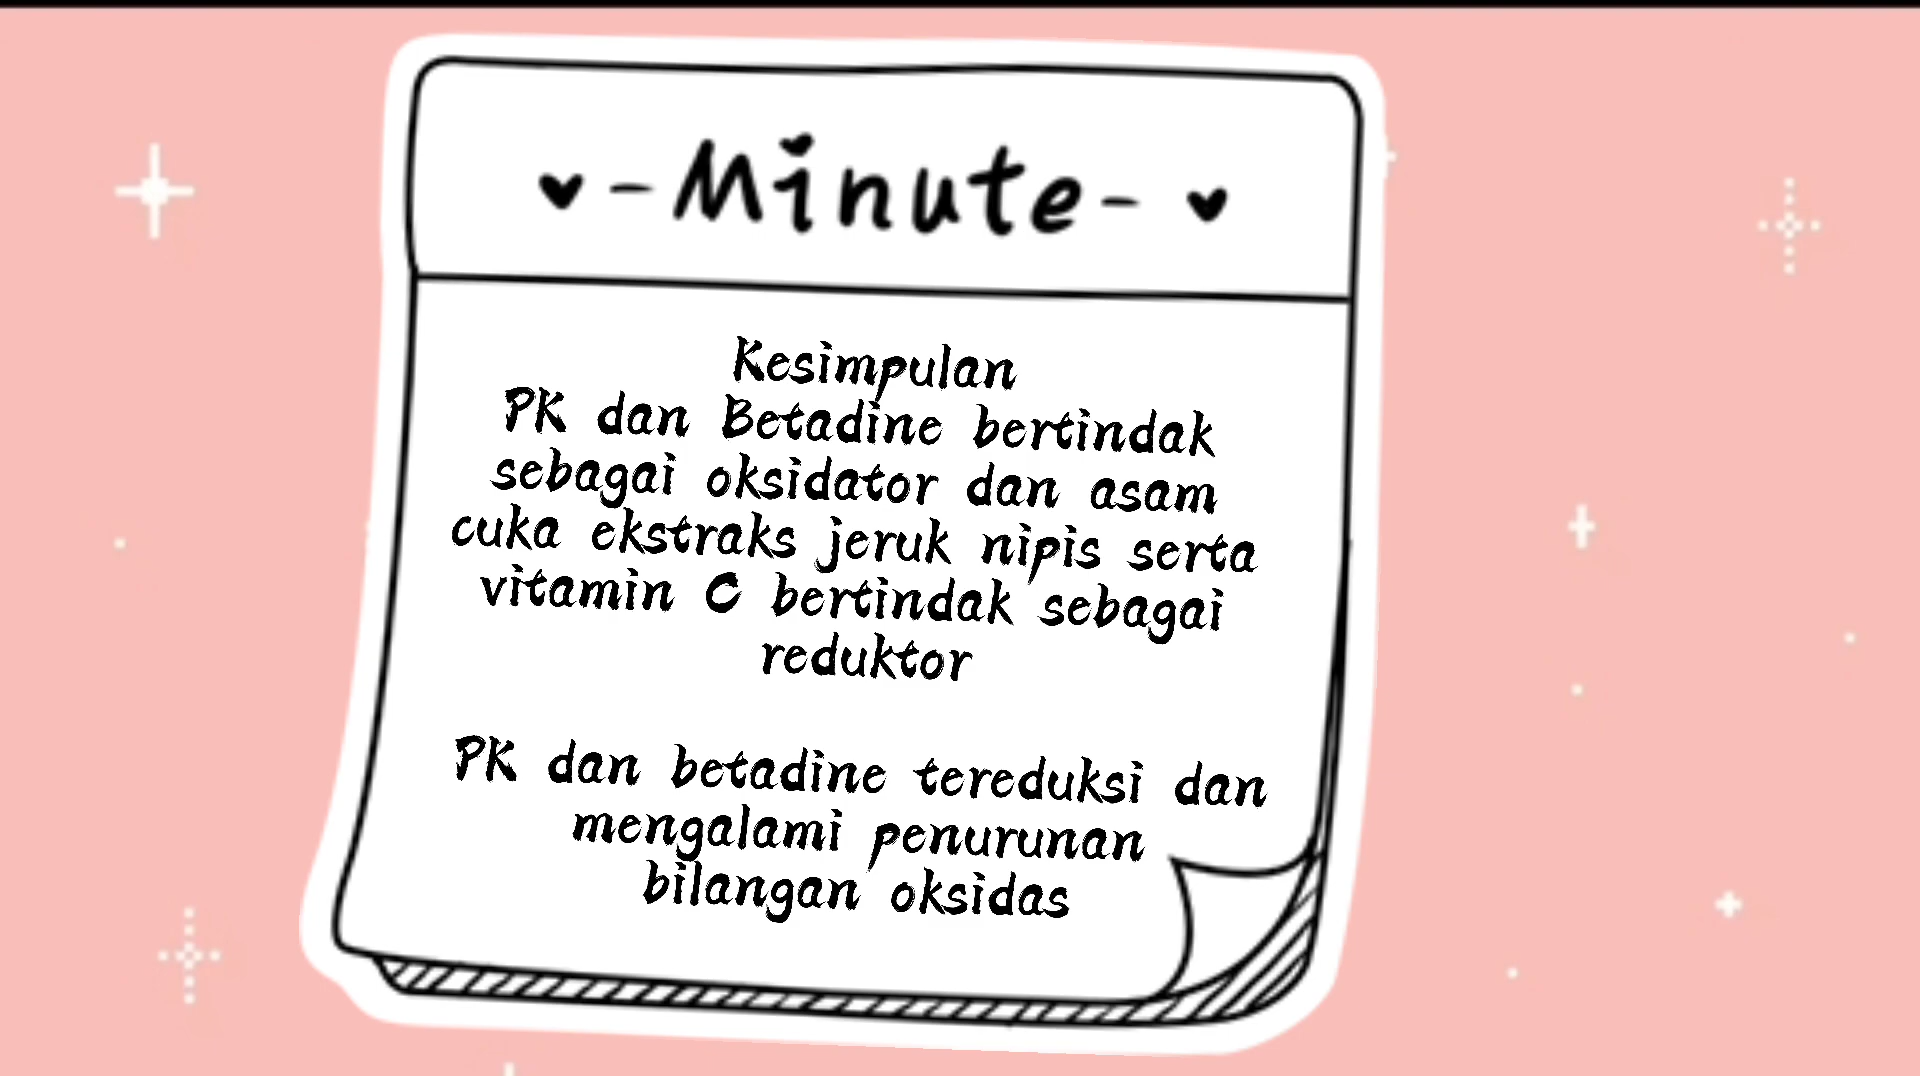 -Minute-
Kesimpulan
PK dan Betadine bertindak
sebagai oksidator dan asam
cuka ekstraks jeruk nipis serta
vitamin C bertindak sebagai
reduktor
PK dan betadine tereduksi dan
mengalami penurunan
bilangan oksidas